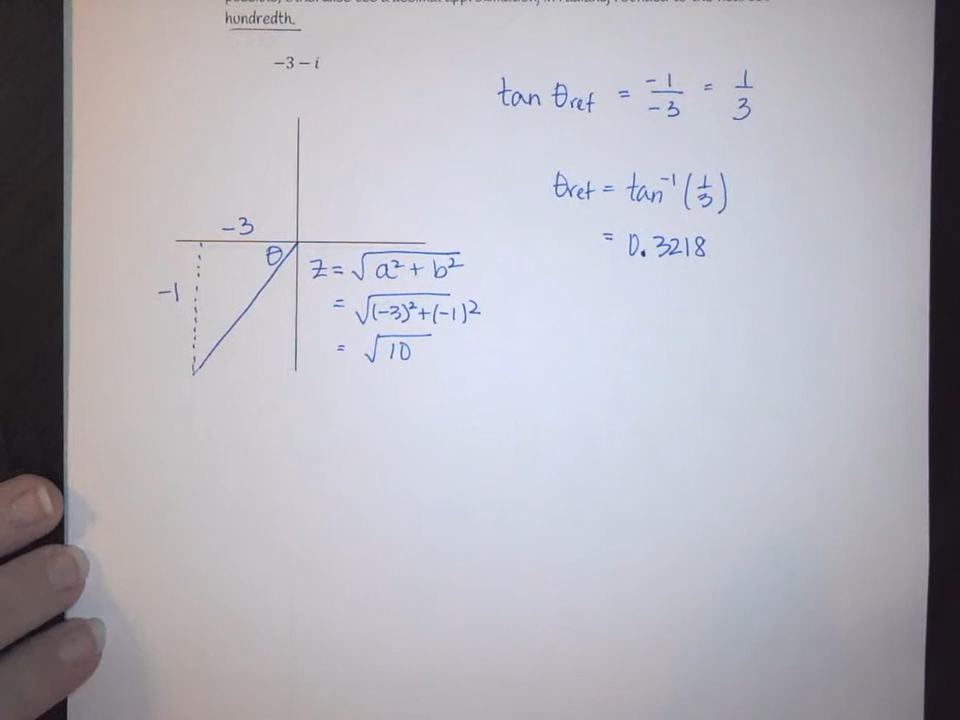 hundredth.
−3 − i
tan θref = −1/−3 = 1/3
θref = tan⁻¹(1/3)
= 0.3218
−3
θ
−1
Z = √(a² + b²)
= √((−3)² + (−1)²
= √10